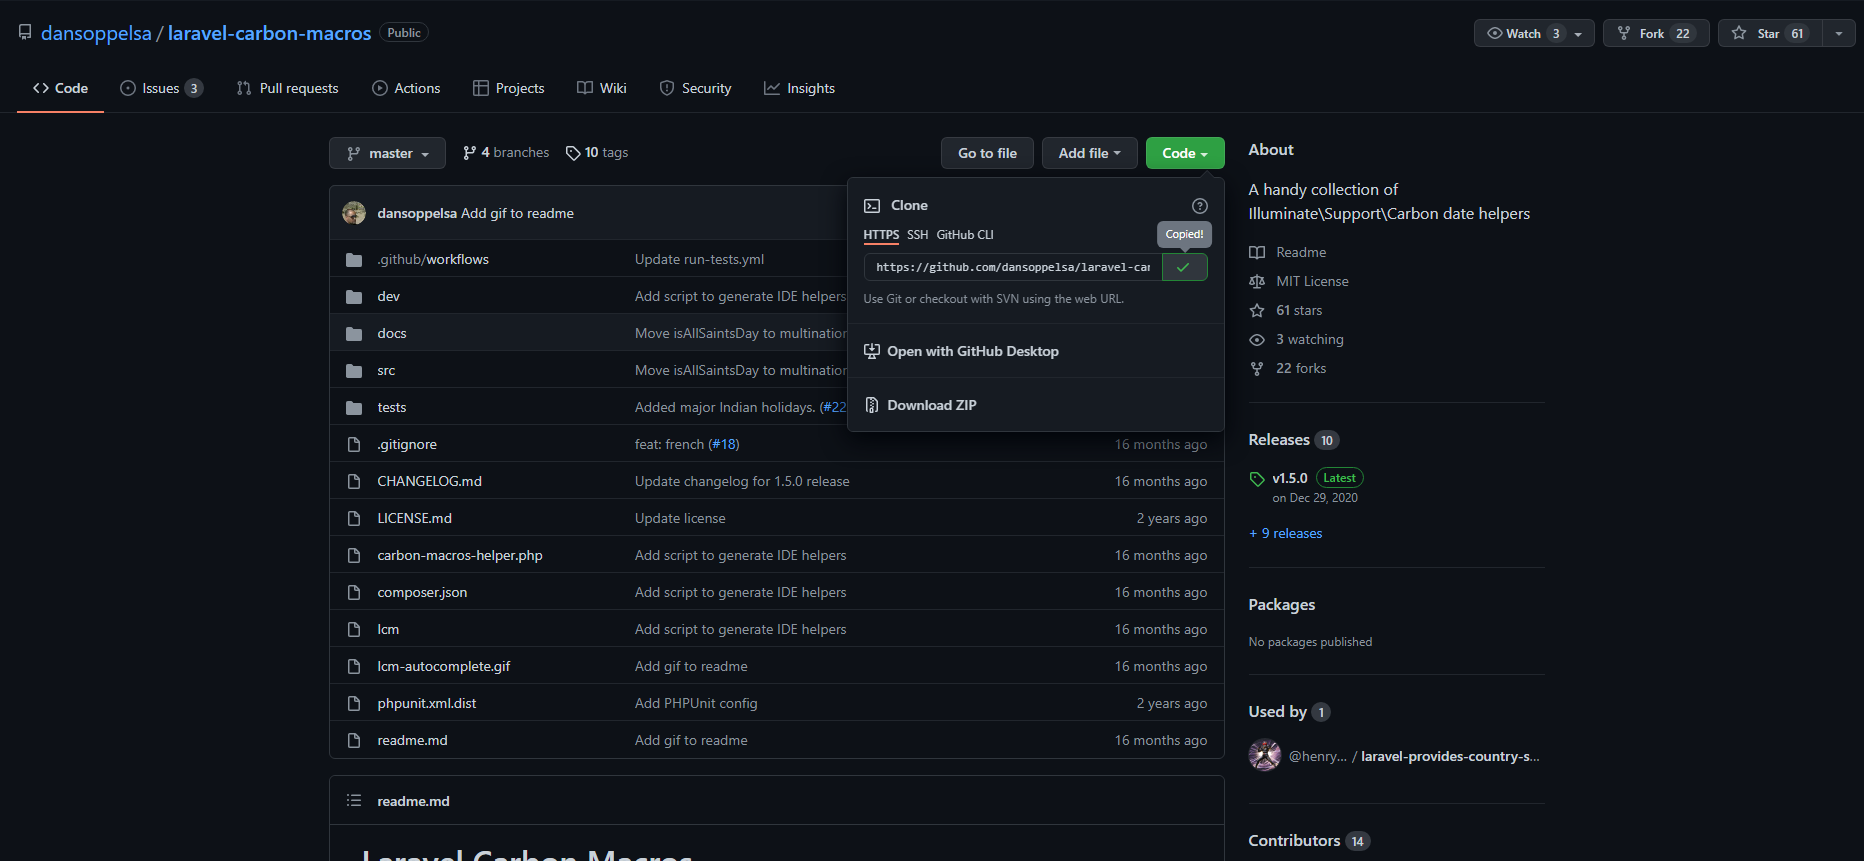 dansoppelsa / laravel-carbon-macros Public
Watch 3 Fork 22 Star 61
Code Issues 3 Pull requests Actions Projects Wiki Security Insights
master 4 branches 10 tags
Go to file Add file Code
dansoppelsa Add gif to readme
.github/workflows Update run-tests.yml
dev Add script to generate IDE helpers
docs Move isAllSaintsDay to multination
src Move isAllSaintsDay to multination
tests Added major Indian holidays. (#22
.gitignore feat: french (#18) 16 months ago
CHANGELOG.md Update changelog for 1.5.0 release 16 months ago
LICENSE.md Update license 2 years ago
carbon-macros-helper.php Add script to generate IDE helpers 16 months ago
composer.json Add script to generate IDE helpers 16 months ago
lcm Add script to generate IDE helpers 16 months ago
lcm-autocomplete.gif Add gif to readme 16 months ago
phpunit.xml.dist Add PHPUnit config 2 years ago
readme.md Add gif to readme 16 months ago
Clone
HTTPS SSH GitHub CLI
Copied!
https://github.com/dansoppelsa/laravel-car
Use Git or checkout with SVN using the web URL.
Open with GitHub Desktop
Download ZIP
readme.md
Laravel Carbon Macros
About
A handy collection of
Illuminate\Support\Carbon date helpers
Readme
MIT License
61 stars
3 watching
22 forks
Releases 10
v1.5.0 Latest
on Dec 29, 2020
+ 9 releases
Packages
No packages published
Used by 1
@henry... / laravel-provides-country-s...
Contributors 14